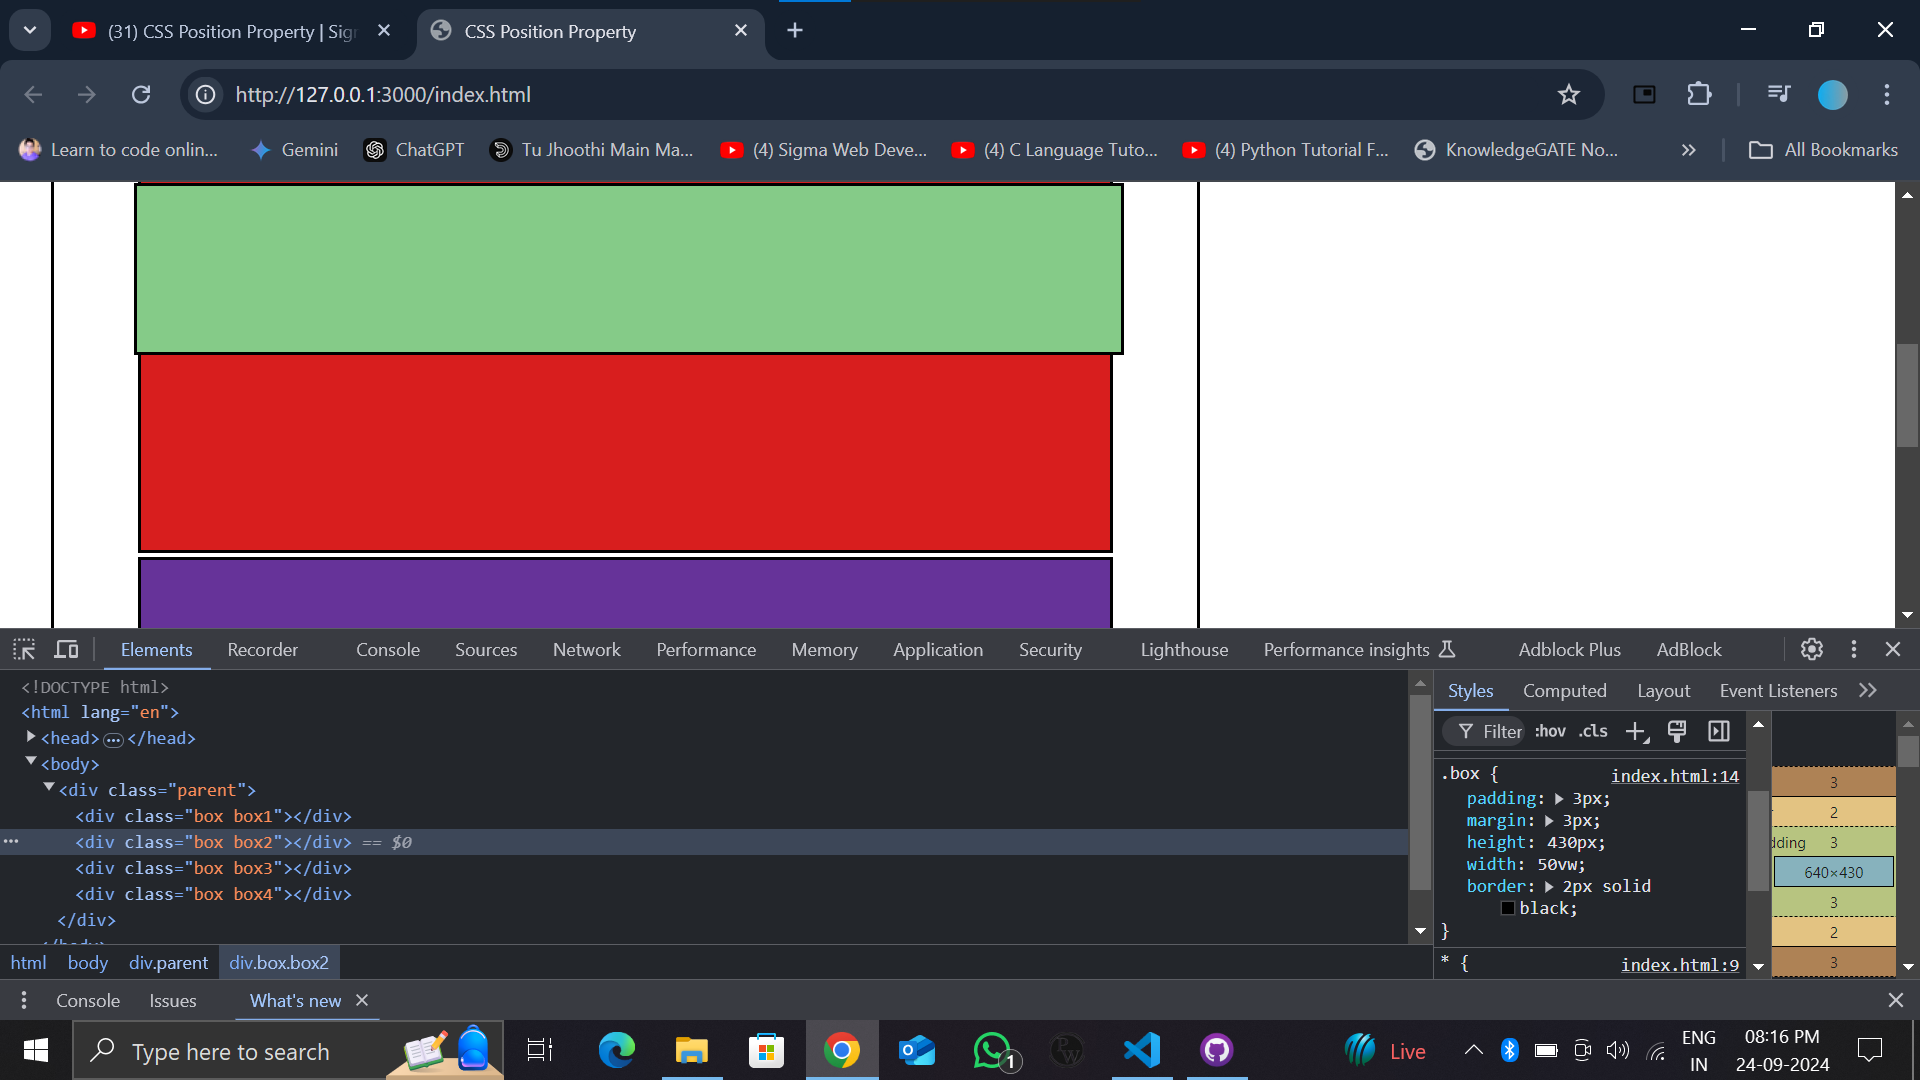 (31) CSS Position Property | Sig
CSS Position Property
http://127.0.0.1:3000/index.html
Learn to code onlin...
Gemini
ChatGPT
Tu Jhoothi Main Ma...
(4) Sigma Web Deve...
(4) C Language Tuto...
(4) Python Tutorial F...
KnowledgeGATE No...
All Bookmarks
Elements Recorder Console Sources Network Performance Memory Application Security Lighthouse Performance insights Adblock Plus AdBlock
<!DOCTYPE html>
<html lang="en">
<head> ... </head>
<body>
<div class="parent">
<div class="box box1"></div>
<div class="box box2"></div> == $0
<div class="box box3"></div>
<div class="box box4"></div>
</div>
</body>
html body div.parent div.box.box2
Styles Computed Layout Event Listeners
Filter :hov .cls
.box { index.html:14
padding: 3px;
margin: 3px;
height: 430px;
width: 50vw;
border: 2px solid
black;
}
* { index.html:9
3
2
dding 3
640×430
3
2
3
Console Issues What's new
Type here to search
1
Live
ENG
IN
08:16 PM
24-09-2024